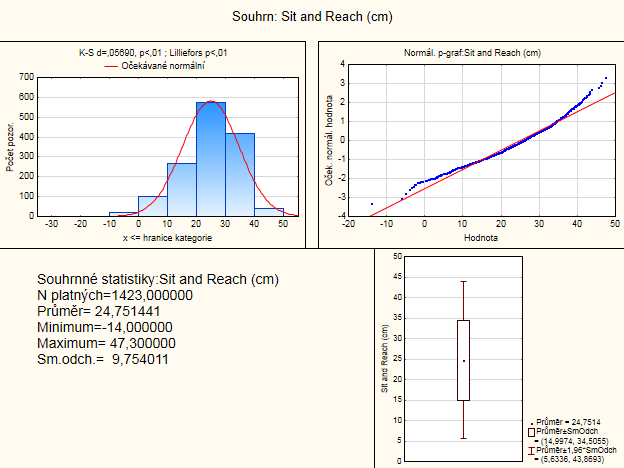 Souhrn: Sit and Reach (cm)
K-S d=,05690, p<,01 ; Lilliefors p<,01
Očekávané normální
700
600
500
400
300
200
100
0
Počet pozor.
-30 -20 -10 0 10 20 30 40 50
x <= hranice kategorie
Normál. p-graf:Sit and Reach (cm)
4
3
2
1
0
-1
-2
-3
-4
Oček. normál. hodnota
-20 -10 0 10 20 30 40 50
Hodnota
Souhrnné statistiky:Sit and Reach (cm)
N platných=1423,000000
Průměr= 24,751441
Minimum=-14,000000
Maximum= 47,300000
Sm.odch.= 9,754011
50
45
40
35
30
25
20
15
10
5
0
Sit and Reach (cm)
Průměr = 24,7514
Průměr±SmOdch
= (14,9974, 34,5055)
Průměr±1,96*SmOdch
= (5,6336, 43,8693)